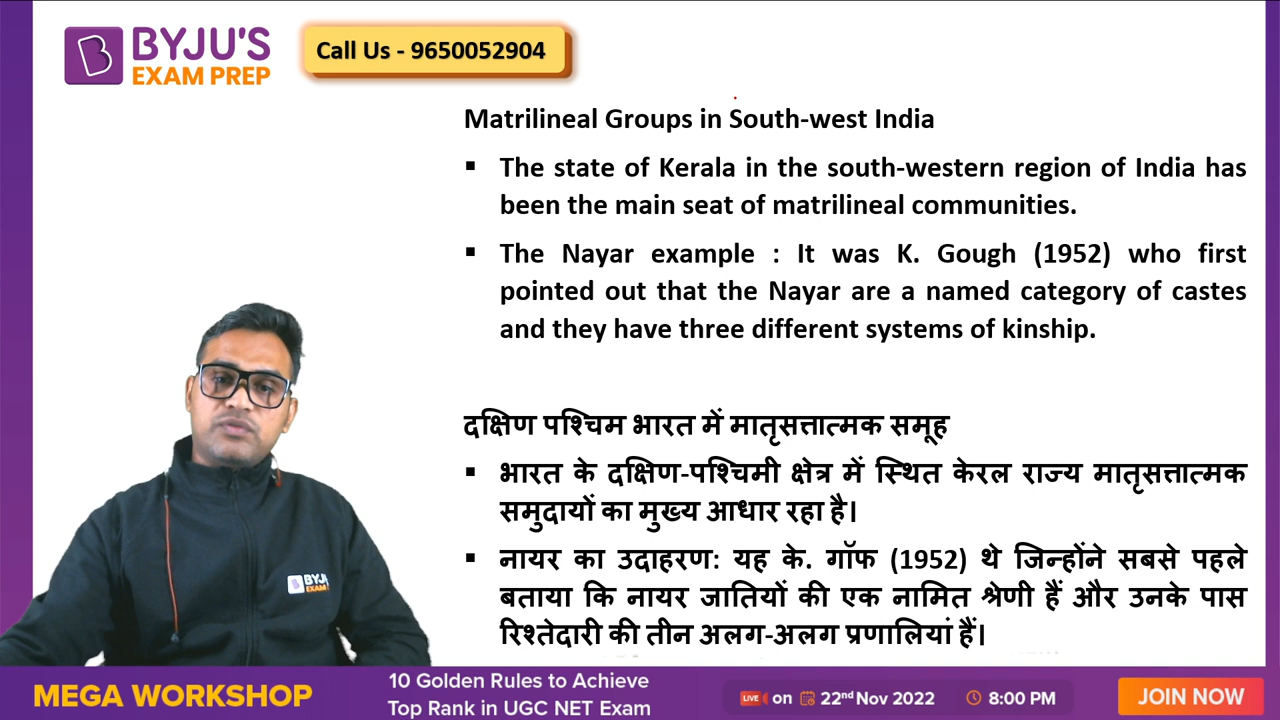 BYJU'S
EXAM PREP
Call Us - 9650052904
Matrilineal Groups in South-west India
▪ The state of Kerala in the south-western region of India has
been the main seat of matrilineal communities.
▪ The Nayar example : It was K. Gough (1952) who first
pointed out that the Nayar are a named category of castes
and they have three different systems of kinship.
दक्षिण पश्चिम भारत में मातृसत्तात्मक समूह
▪ भारत के दक्षिण-पश्चिमी क्षेत्र में स्थित केरल राज्य मातृसत्तात्मक
समुदायों का मुख्य आधार रहा है।
▪ नायर का उदाहरण: यह के. गॉफ (1952) थे जिन्होंने सबसे पहले
बताया कि नायर जातियों की एक नामित श्रेणी हैं और उनके पास
रिश्तेदारी की तीन अलग-अलग प्रणालियां हैं।
BYJU
EXAM
MEGA WORKSHOP
10 Golden Rules to Achieve
Top Rank in UGC NET Exam
LIVE on 22nd Nov 2022 8:00 PM
JOIN NOW